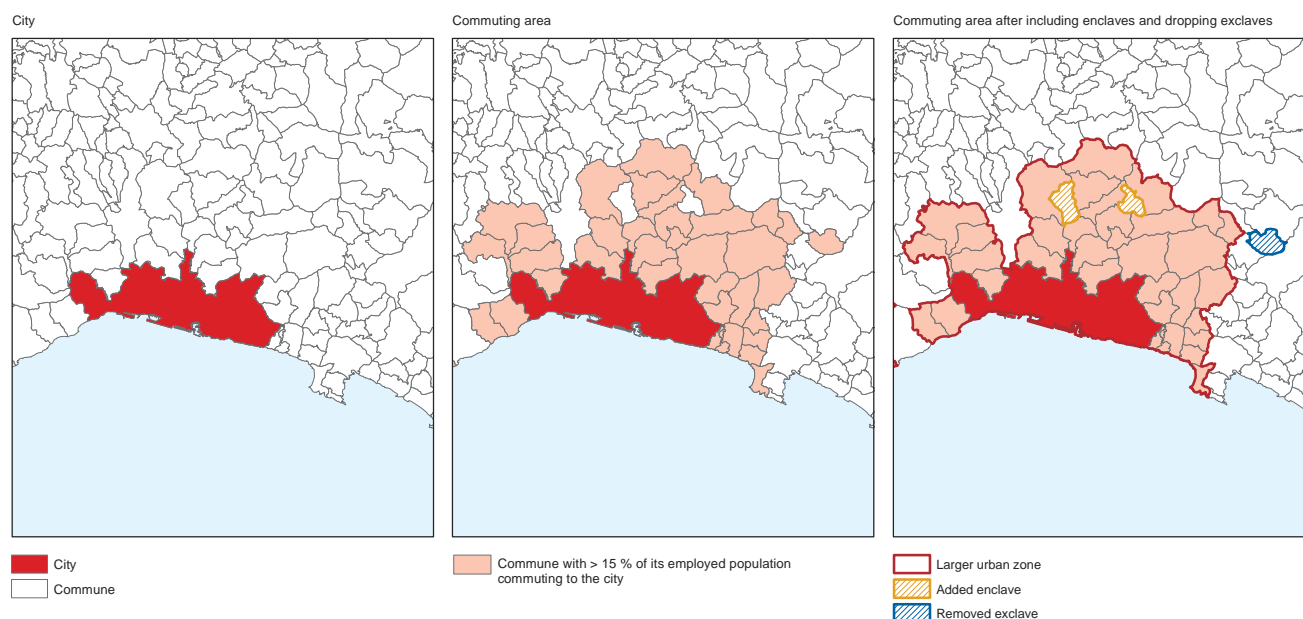 City
Commuting area
Commuting area after including enclaves and dropping exclaves
City
Commune
Commune with > 15 % of its employed population
commuting to the city
Larger urban zone
Added enclave
Removed exclave